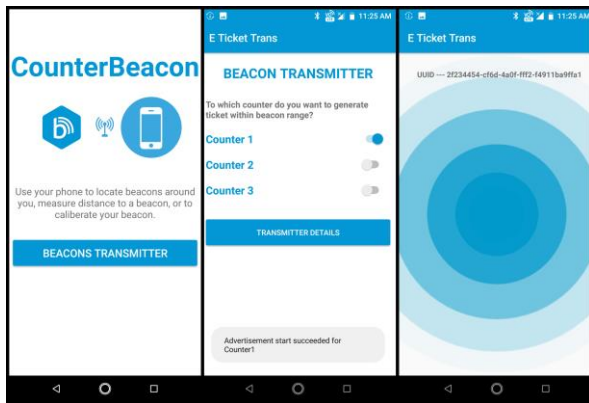 CounterBeacon
Use your phone to locate beacons around
you, measure distance to a beacon, or to
caliberate your beacon.
BEACONS TRANSMITTER
11:25 AM
E Ticket Trans
BEACON TRANSMITTER
To which counter do you want to generate
ticket within beacon range?
Counter 1
Counter 2
Counter 3
TRANSMITTER DETAILS
Advertisement start succeeded for
Counter1
11:25 AM
E Ticket Trans
UUID --- 2f234454-cf6d-4a0f-fff2-f4911ba9ffa1